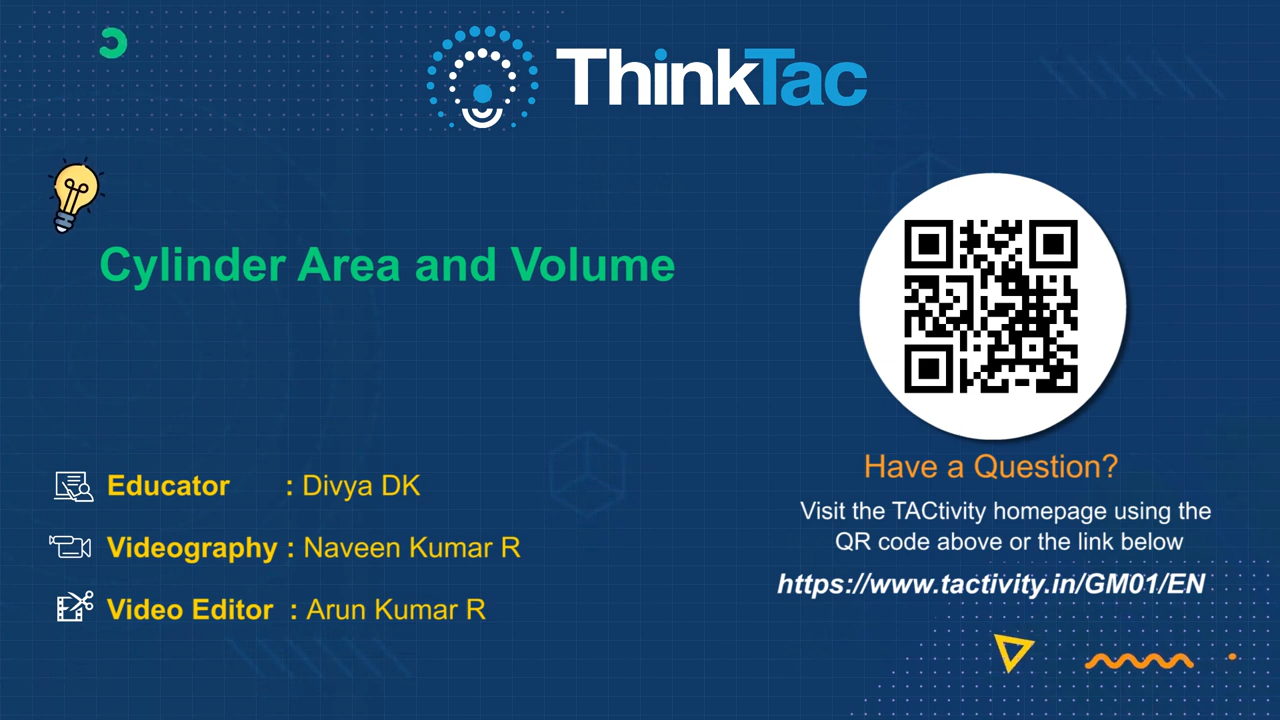 ThinkTac
Cylinder Area and Volume
Educator : Divya DK
Videography : Naveen Kumar R
Video Editor : Arun Kumar R
Have a Question?
Visit the TACtivity homepage using the
QR code above or the link below
https://www.tactivity.in/GM01/EN